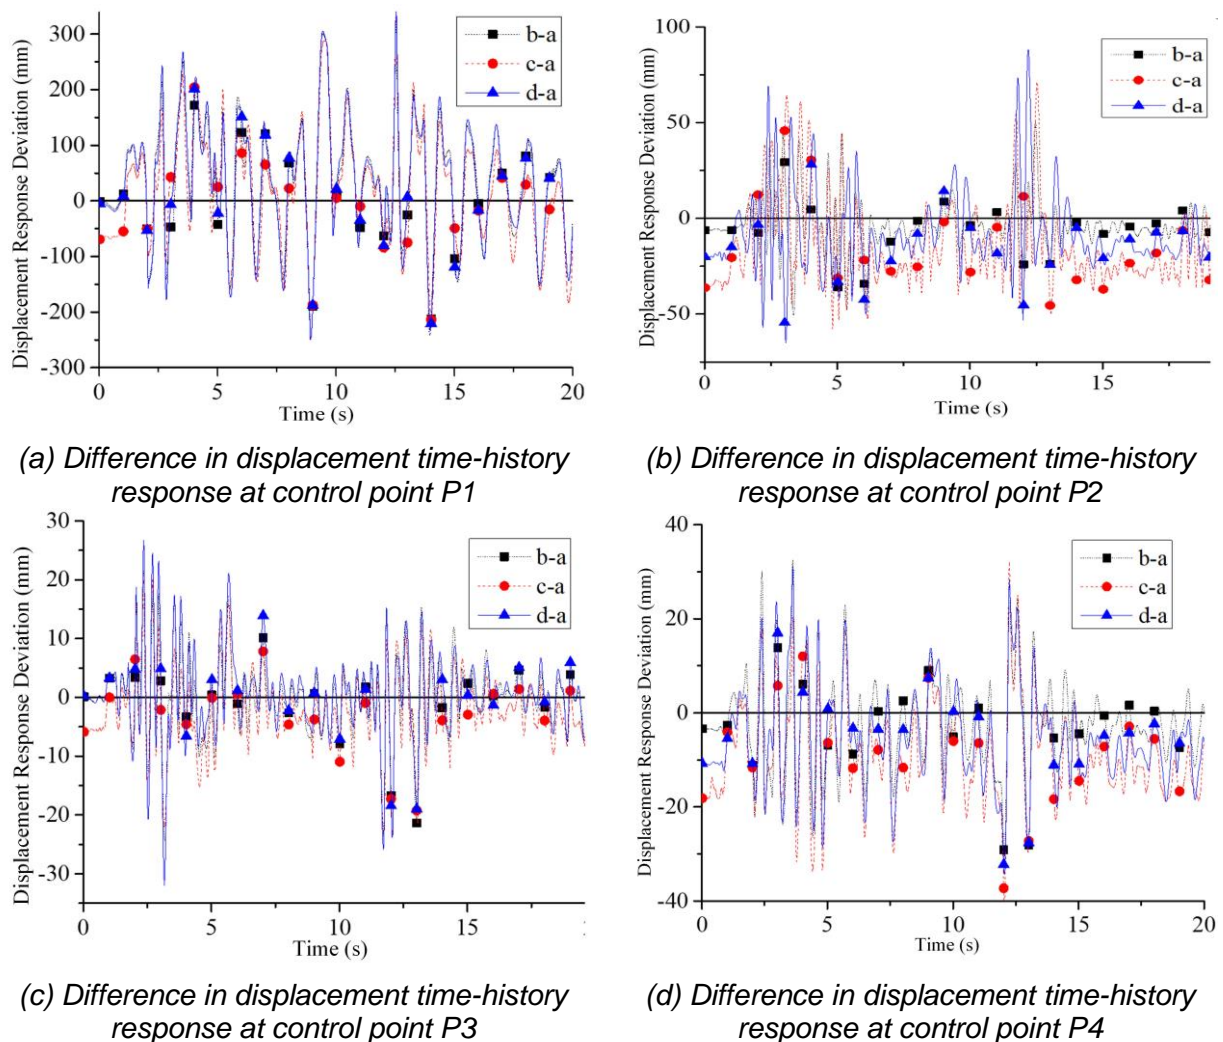 Displacement Response Deviation (mm)
300
200
100
0
-100
-200
-300
b-a
c-a
d-a
0 5 10 15 20
Time (s)
(a) Difference in displacement time-history
response at control point P1
Displacement Response Deviation (mm)
100
50
0
-50
b-a
c-a
d-a
0 5 10 15
Time (s)
(b) Difference in displacement time-history
response at control point P2
Displacement Response Deviation (mm)
30
20
10
0
-10
-20
-30
b-a
c-a
d-a
0 5 10 15
Time (s)
(c) Difference in displacement time-history
response at control point P3
Displacement Response Deviation (mm)
40
20
0
-20
-40
b-a
c-a
d-a
0 5 10 15 20
Time (s)
(d) Difference in displacement time-history
response at control point P4